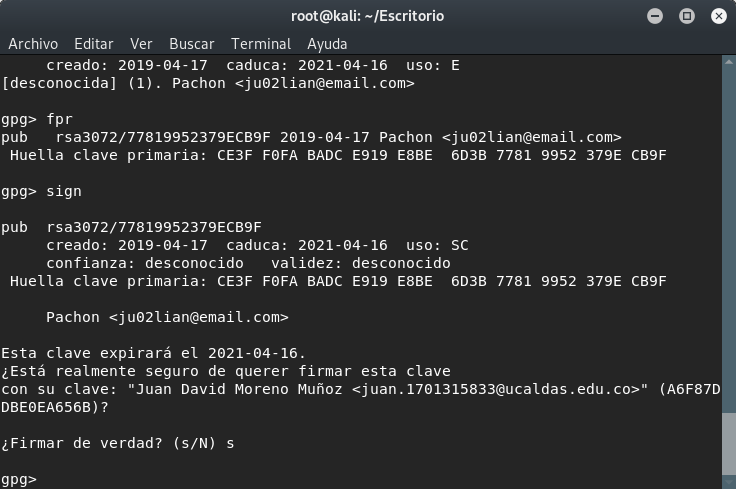 root@kali: ~/Escritorio
Archivo Editar Ver Buscar Terminal Ayuda
creado: 2019-04-17 caduca: 2021-04-16 uso: E
[desconocida] (1). Pachon <ju02lian@email.com>
gpg> fpr
pub rsa3072/77819952379ECB9F 2019-04-17 Pachon <ju02lian@email.com>
Huella clave primaria: CE3F F0FA BADC E919 E8BE 6D3B 7781 9952 379E CB9F
gpg> sign
pub rsa3072/77819952379ECB9F
creado: 2019-04-17 caduca: 2021-04-16 uso: SC
confianza: desconocido validez: desconocido
Huella clave primaria: CE3F F0FA BADC E919 E8BE 6D3B 7781 9952 379E CB9F
Pachon <ju02lian@email.com>
Esta clave expirará el 2021-04-16.
¿Está realmente seguro de querer firmar esta clave
con su clave: "Juan David Moreno Muñoz <juan.1701315833@ucaldas.edu.co>" (A6F87D
DBE0EA656B)?
¿Firmar de verdad? (s/N) s
gpg>